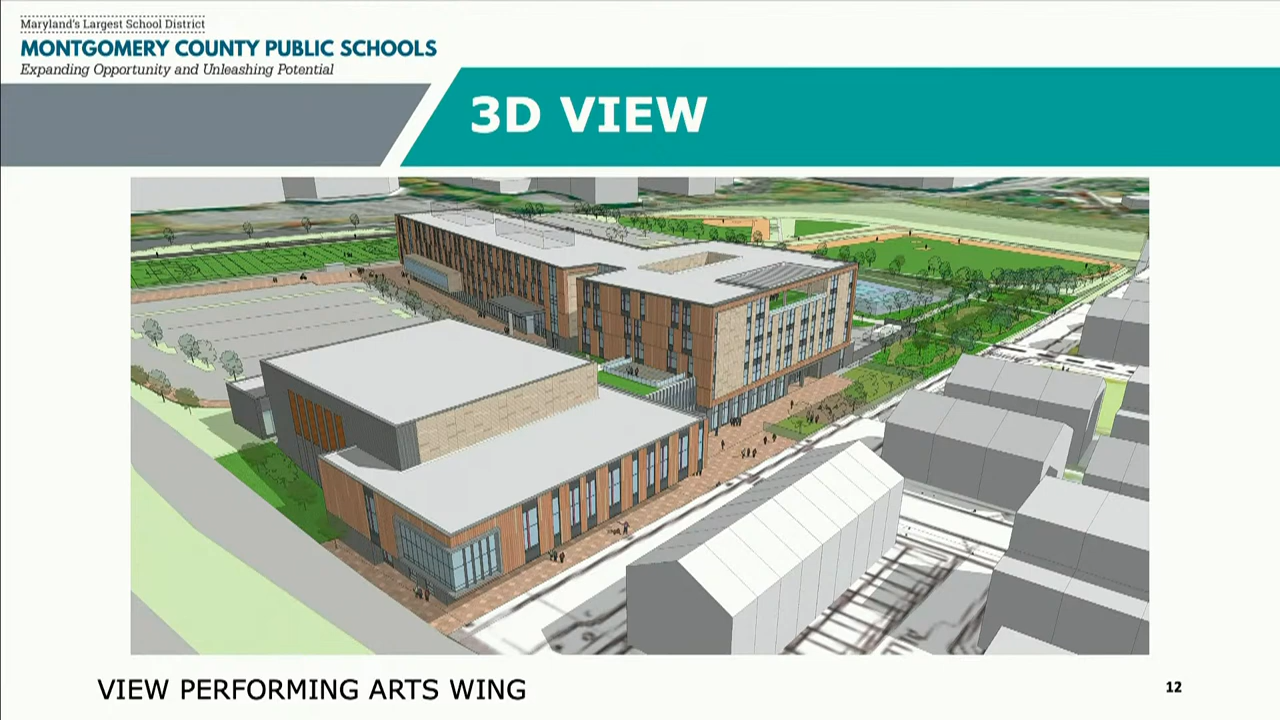 Maryland's Largest School District
MONTGOMERY COUNTY PUBLIC SCHOOLS
Expanding Opportunity and Unleashing Potential
3D VIEW
VIEW PERFORMING ARTS WING
12